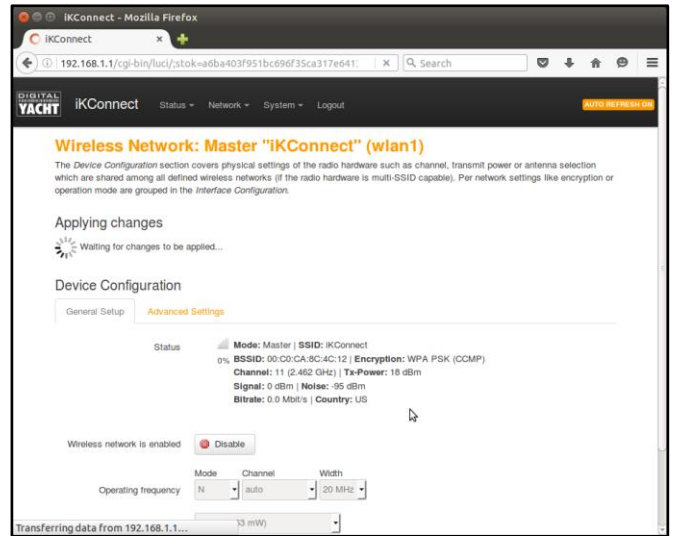 iKConnect - Mozilla Firefox
iKConnect × +
192.168.1.1/cgi-bin/luci/;stok=a6ba403f951bc696f35ca317e641: × Search
DIGITAL
YACHT iKConnect Status Network System Logout AUTO REFRESH ON
Wireless Network: Master "iKConnect" (wlan1)
The Device Configuration section covers physical settings of the radio hardware such as channel, transmit power or antenna selection
which are shared among all defined wireless networks (if the radio hardware is multi-SSID capable). Per network settings like encryption or
operation mode are grouped in the Interface Configuration.
Applying changes
Waiting for changes to be applied...
Device Configuration
General Setup Advanced Settings
Status Mode: Master | SSID: iKConnect
0% BSSID: 00:C0:CA:8C:4C:12 | Encryption: WPA PSK (CCMP)
Channel: 11 (2.462 GHz) | Tx-Power: 18 dBm
Signal: 0 dBm | Noise: -95 dBm
Bitrate: 0.0 Mbit/s | Country: US
Wireless network is enabled Disable
Mode Channel Width
Operating frequency N auto 20 MHz
Transferring data from 192.168.1.1... mW)